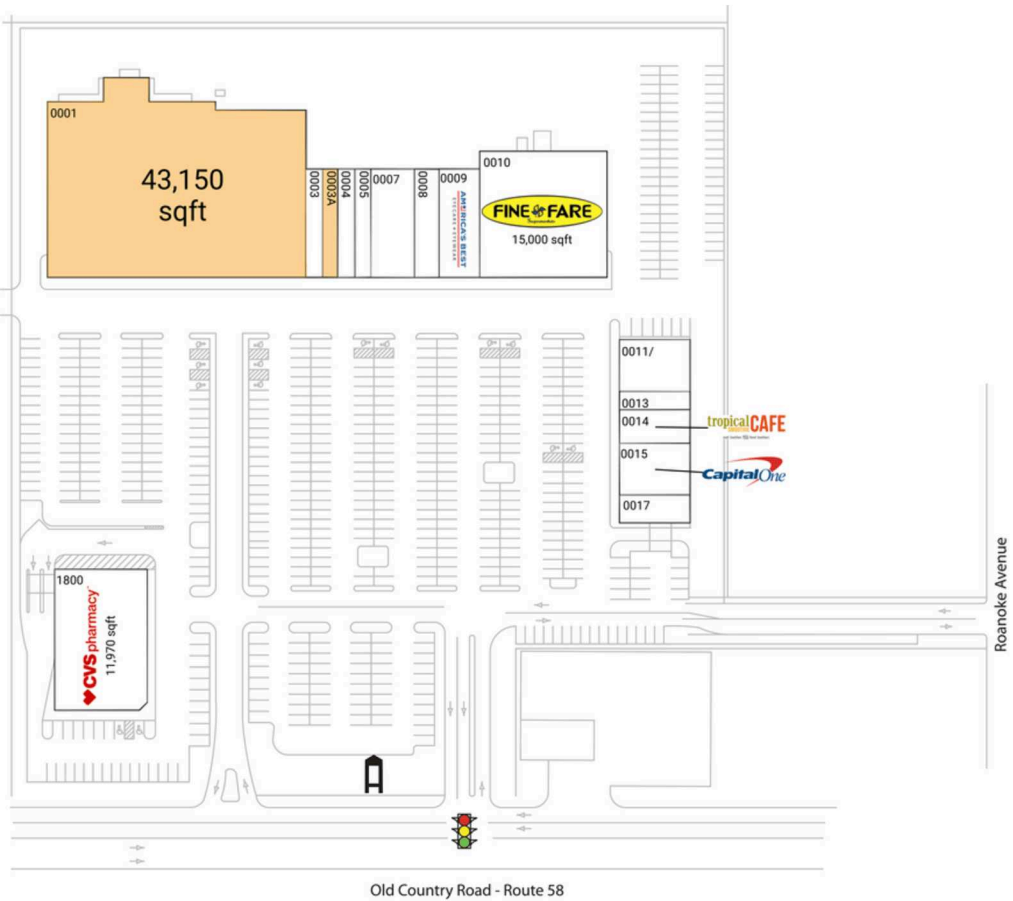 0001
43,150
sqft
0003
0003A
0004
0005
0007
0008
0009
AMERICA'S BEST
0010
FINE FARE
Supermarkets
15,000 sqft
0011/
0013
0014
tropical CAFE
SMOOTHIE
0015
Capital One
0017
1800
CVS pharmacy
11,970 sqft
Roanoke Avenue
Old Country Road - Route 58